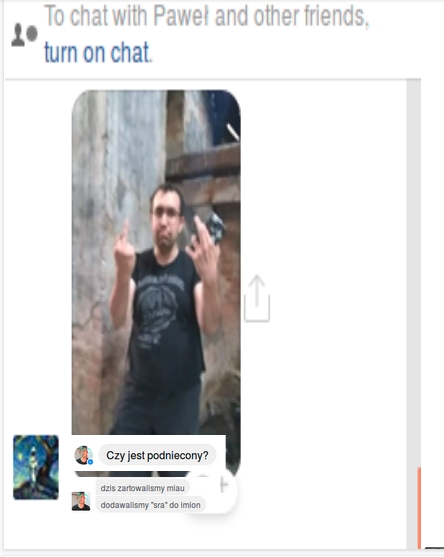 To chat with Paweł and other friends,
turn on chat.
Czy jest podniecony?
dzis zartowalismy miau
dodawalismy "sra" do imion